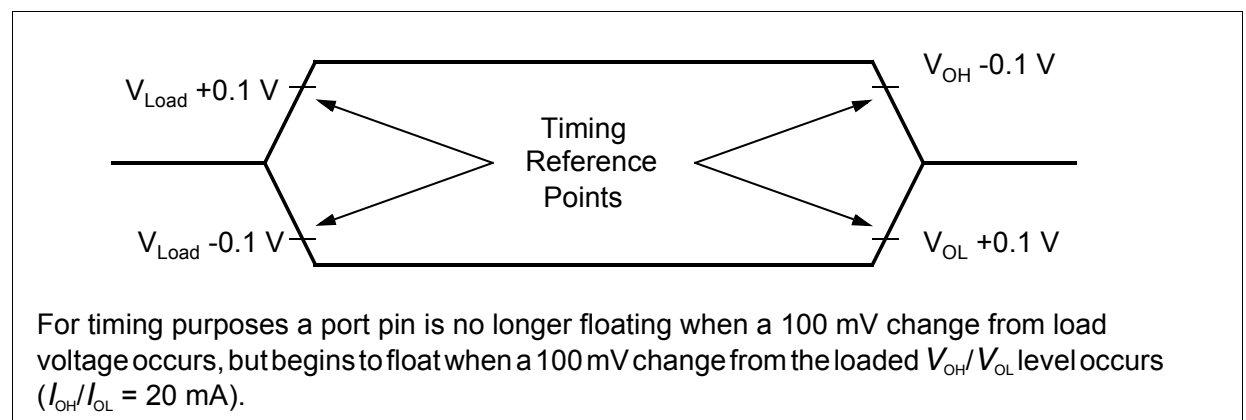 V_Load +0.1 V
V_OH -0.1 V
Timing
Reference
Points
V_Load -0.1 V
V_OL +0.1 V
For timing purposes a port pin is no longer floating when a 100 mV change from load
voltage occurs, but begins to float when a 100 mV change from the loaded V_OH/V_OL level occurs
(I_OH/I_OL = 20 mA).